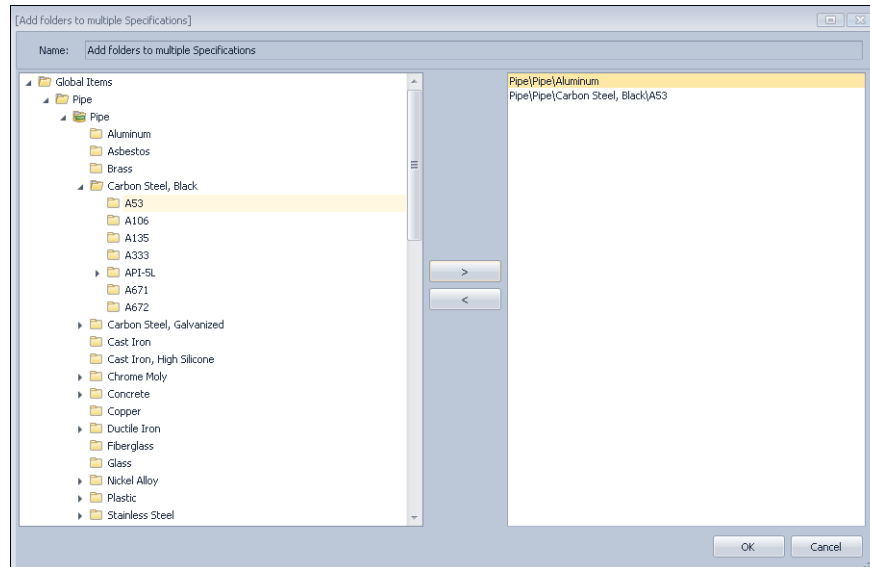 [Add folders to multiple Specifications]
Name: Add folders to multiple Specifications
Global Items
Pipe
Pipe
Aluminum
Asbestos
Brass
Carbon Steel, Black
A53
A106
A135
A333
API-5L
A671
A672
Carbon Steel, Galvanized
Cast Iron
Cast Iron, High Silicone
Chrome Moly
Concrete
Copper
Ductile Iron
Fiberglass
Glass
Nickel Alloy
Plastic
Stainless Steel
>
<
Pipe\Pipe\Aluminum
Pipe\Pipe\Carbon Steel, Black\A53
OK Cancel